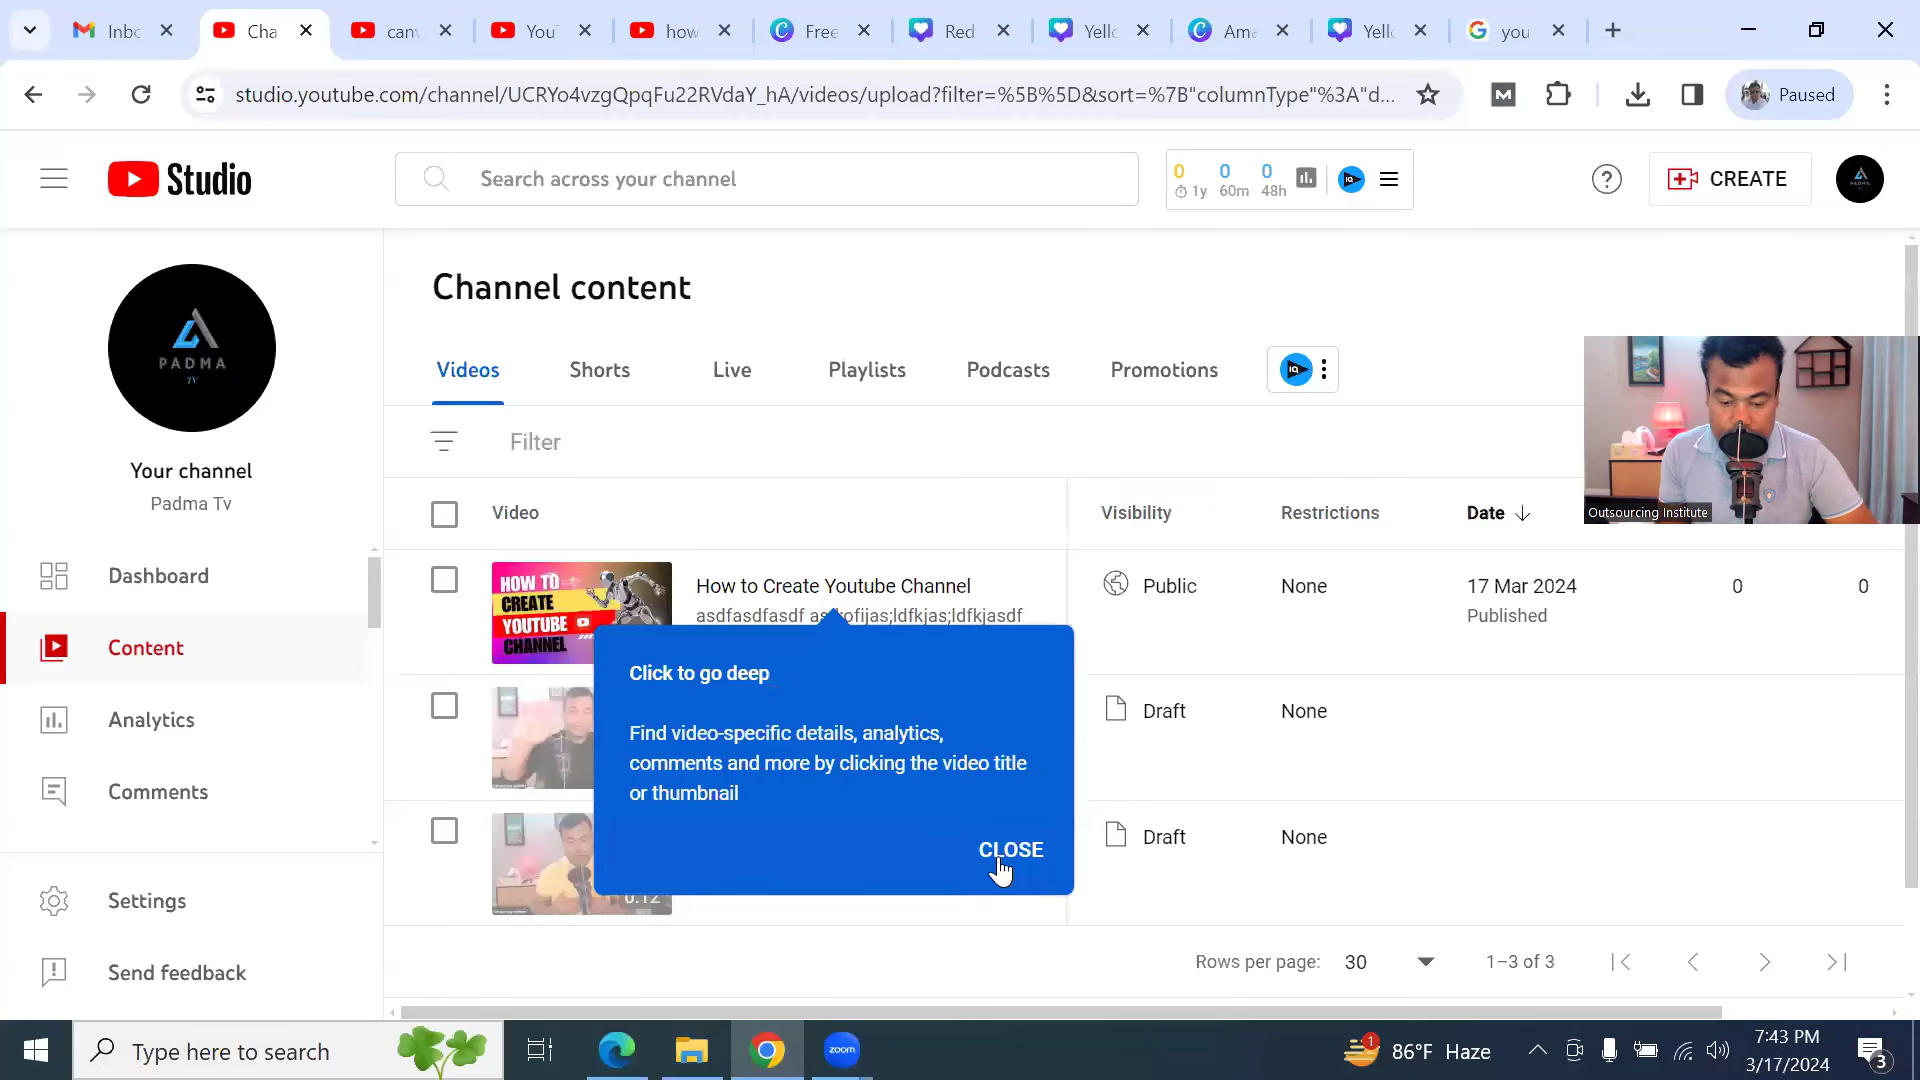 Inbc
Cha
can
You
how
Free
Red
Yello
Ama
Yello
you
studio.youtube.com/channel/UCRYo4vzgQpqFu22RVdaY_hA/videos/upload?filter=%5B%5D&sort=%7B"columnType"%3A"d...
Paused
Studio
Search across your channel
0 0 0
1y 60m 48h
CREATE
PADMA
TV
Your channel
Padma Tv
Dashboard
Content
Analytics
Comments
Settings
Send feedback
Channel content
Videos Shorts Live Playlists Podcasts Promotions
Filter
Video Visibility Restrictions Date
Outsourcing Institute
HOW TO
CREATE
YOUTUBE
CHANNEL
How to Create Youtube Channel
Public None 17 Mar 2024 0 0
Published
Click to go deep
Find video-specific details, analytics,
comments and more by clicking the video title
or thumbnail
CLOSE
Draft None
Draft None
0:12
Rows per page: 30 1–3 of 3
Type here to search
zoom
1
86°F Haze
7:43 PM
3/17/2024
3